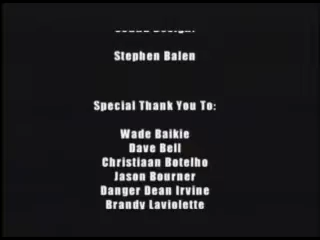 Stephen Balen
Special Thank You To:
Wade Baikie
Dave Bell
Christiaan Botelho
Jason Bourner
Danger Dean Irvine
Brandy Laviolette